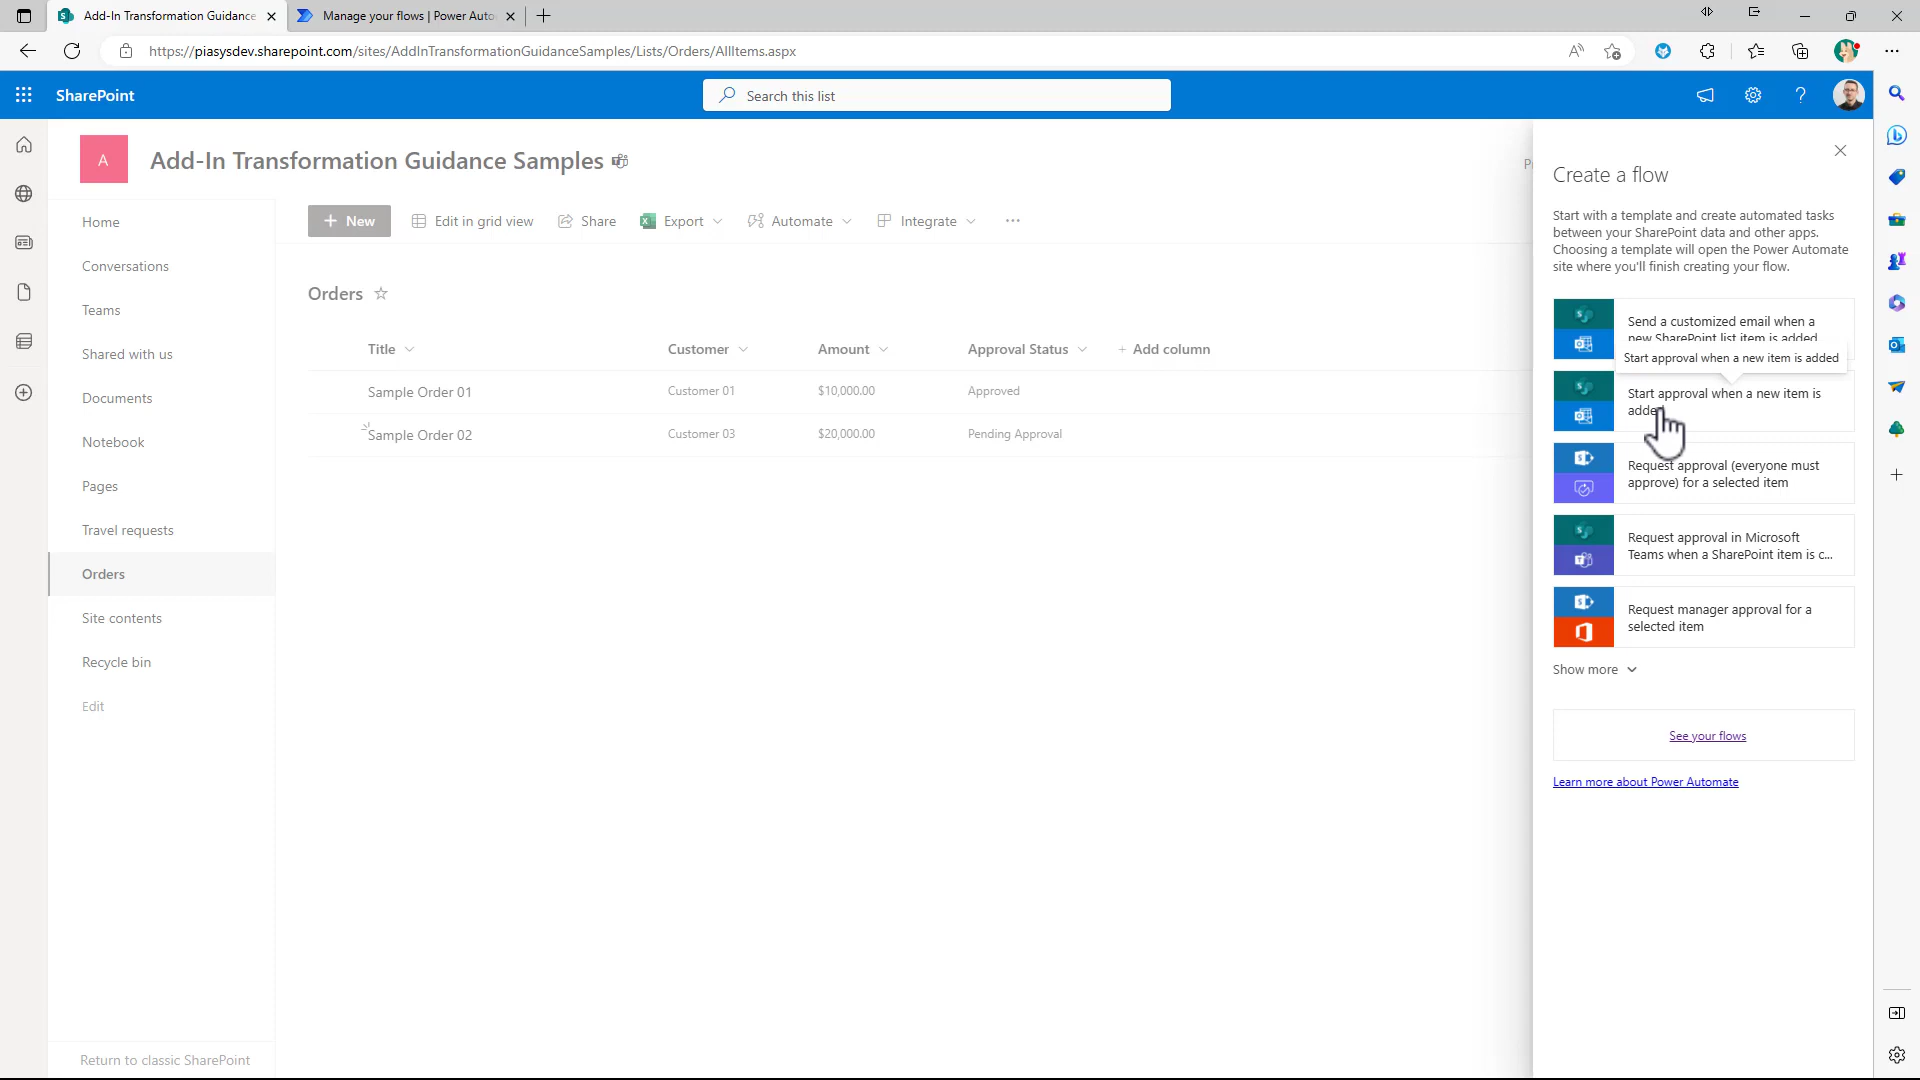 Add-In Transformation Guidance
Manage your flows | Power Auto
https://piasysdev.sharepoint.com/sites/AddInTransformationGuidanceSamples/Lists/Orders/AllItems.aspx
SharePoint
Search this list
A
Add-In Transformation Guidance Samples
Home
Conversations
Teams
Shared with us
Documents
Notebook
Pages
Travel requests
Orders
Site contents
Recycle bin
Edit
Return to classic SharePoint
+ New
Edit in grid view
Share
Export
Automate
Integrate
...
Orders
Title
Customer
Amount
Approval Status
+ Add column
Sample Order 01
Customer 01
$10,000.00
Approved
Sample Order 02
Customer 03
$20,000.00
Pending Approval
Create a flow
Start with a template and create automated tasks
between your SharePoint data and other apps.
Choosing a template will open the Power Automate
site where you'll finish creating your flow.
Send a customized email when a
new SharePoint list item is added
Start approval when a new item is added
Start approval when a new item is
added
Request approval (everyone must
approve) for a selected item
Request approval in Microsoft
Teams when a SharePoint item is c...
Request manager approval for a
selected item
Show more
See your flows
Learn more about Power Automate